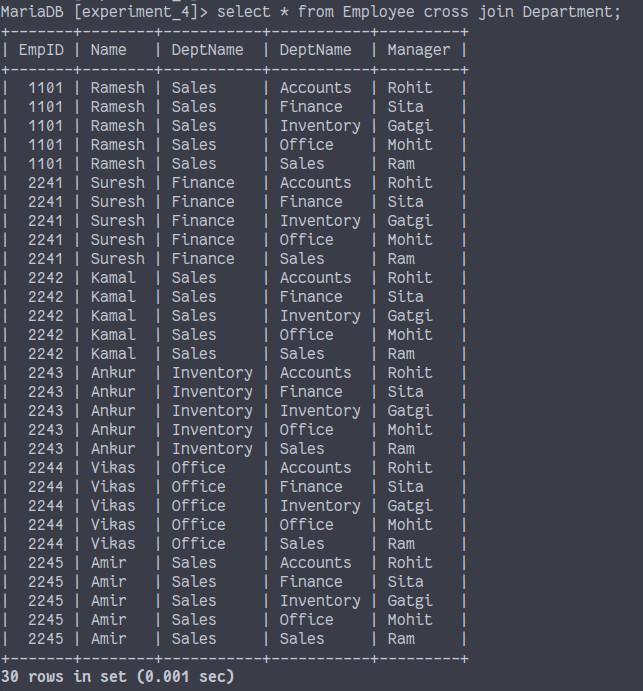 MariaDB [experiment_4]> select * from Employee cross join Department;
+-------+--------+-----------+-----------+---------+
| EmpID | Name   | DeptName  | DeptName  | Manager |
+-------+--------+-----------+-----------+---------+
|  1101 | Ramesh | Sales     | Accounts  | Rohit   |
|  1101 | Ramesh | Sales     | Finance   | Sita    |
|  1101 | Ramesh | Sales     | Inventory | Gatgi   |
|  1101 | Ramesh | Sales     | Office    | Mohit   |
|  1101 | Ramesh | Sales     | Sales     | Ram     |
|  2241 | Suresh | Finance   | Accounts  | Rohit   |
|  2241 | Suresh | Finance   | Finance   | Sita    |
|  2241 | Suresh | Finance   | Inventory | Gatgi   |
|  2241 | Suresh | Finance   | Office    | Mohit   |
|  2241 | Suresh | Finance   | Sales     | Ram     |
|  2242 | Kamal  | Sales     | Accounts  | Rohit   |
|  2242 | Kamal  | Sales     | Finance   | Sita    |
|  2242 | Kamal  | Sales     | Inventory | Gatgi   |
|  2242 | Kamal  | Sales     | Office    | Mohit   |
|  2242 | Kamal  | Sales     | Sales     | Ram     |
|  2243 | Ankur  | Inventory | Accounts  | Rohit   |
|  2243 | Ankur  | Inventory | Finance   | Sita    |
|  2243 | Ankur  | Inventory | Inventory | Gatgi   |
|  2243 | Ankur  | Inventory | Office    | Mohit   |
|  2243 | Ankur  | Inventory | Sales     | Ram     |
|  2244 | Vikas  | Office    | Accounts  | Rohit   |
|  2244 | Vikas  | Office    | Finance   | Sita    |
|  2244 | Vikas  | Office    | Inventory | Gatgi   |
|  2244 | Vikas  | Office    | Office    | Mohit   |
|  2244 | Vikas  | Office    | Sales     | Ram     |
|  2245 | Amir   | Sales     | Accounts  | Rohit   |
|  2245 | Amir   | Sales     | Finance   | Sita    |
|  2245 | Amir   | Sales     | Inventory | Gatgi   |
|  2245 | Amir   | Sales     | Office    | Mohit   |
|  2245 | Amir   | Sales     | Sales     | Ram     |
+-------+--------+-----------+-----------+---------+
30 rows in set (0.001 sec)